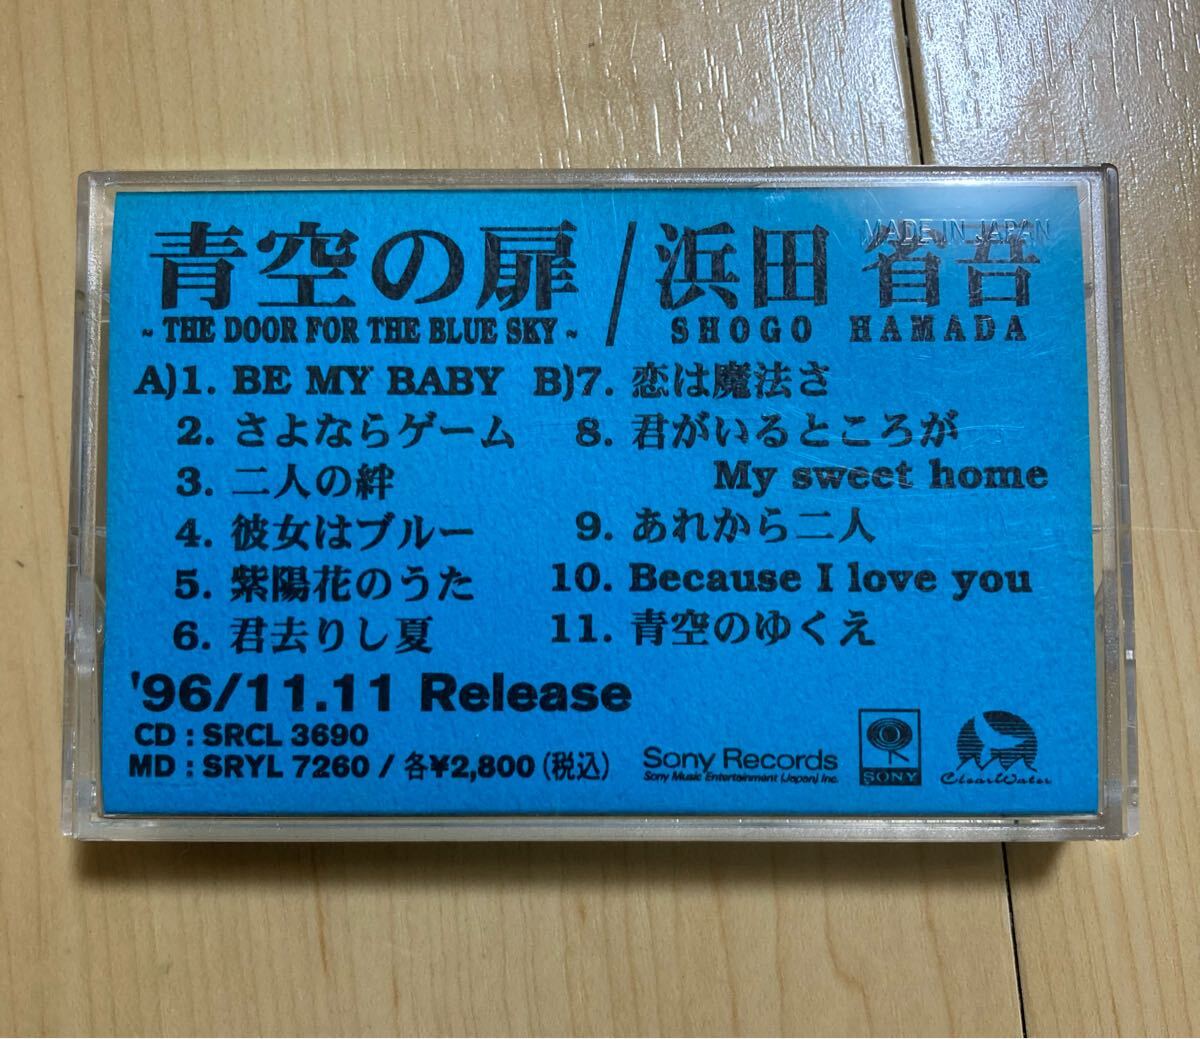 MADE IN JAPAN
青空の扉/浜田 省吾
~THE DOOR FOR THE BLUE SKY~
SHOGO HAMADA
A)1. BE MY BABY
2. さよならゲーム
3. 二人の絆
4. 彼女はブルー
5. 紫陽花のうた
6. 君去りし夏
B)7. 恋は魔法さ
8. 君がいるところが
My sweet home
9. あれから二人
10. Because I love you
11. 青空のゆくえ
'96/11.11 Release
CD : SRCL 3690
MD : SRYL 7260 / 各¥2,800(税込)
Sony Records
Sony Music Entertainment (Japan) Inc.
SONY
ClearWater